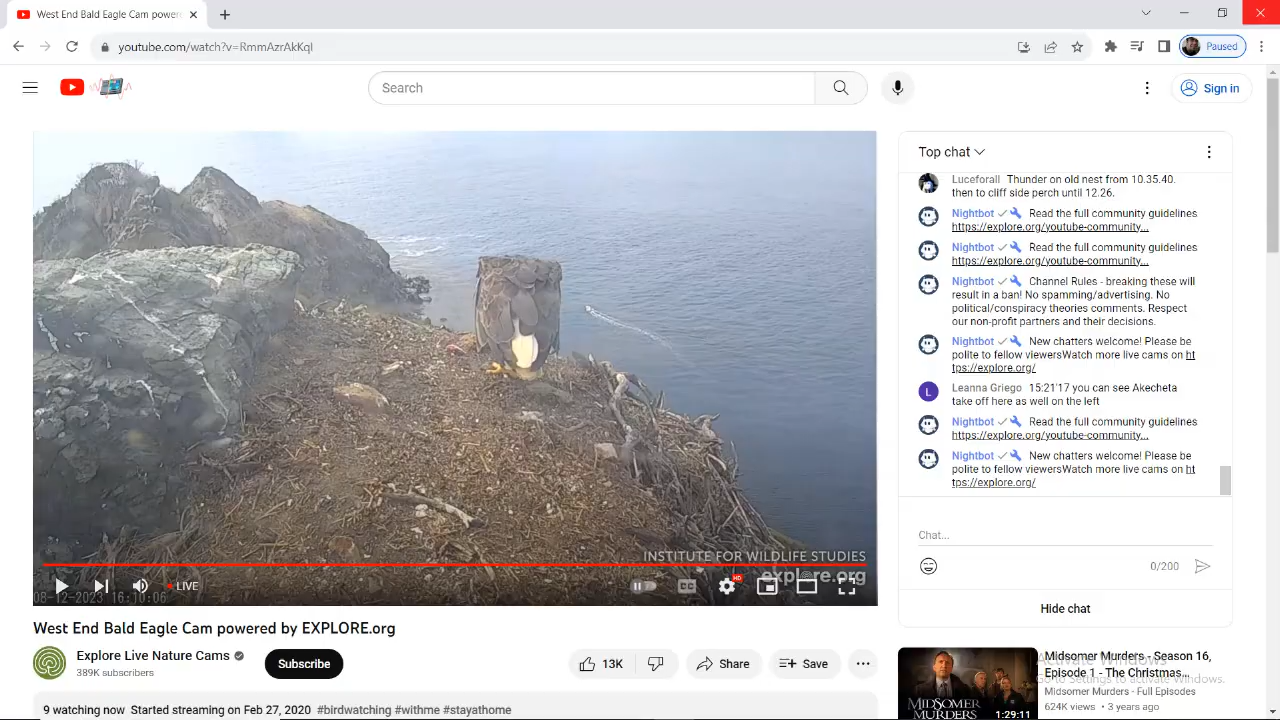 West End Bald Eagle Cam power
youtube.com/watch?v=RmmAzrAkKqI
Paused
Search
Sign in
Top chat
Luceforall Thunder on old nest from 10.35.40.
then to cliff side perch until 12.26.
Nightbot Read the full community guidelines
https://explore.org/youtube-community...
Nightbot Read the full community guidelines
https://explore.org/youtube-community...
Nightbot Channel Rules - breaking these will
result in a ban! No spamming/advertising. No
political/conspiracy theories comments. Respect
our non-profit partners and their decisions.
Nightbot New chatters welcome! Please be
polite to fellow viewersWatch more live cams on ht
tps://explore.org/
L
Leanna Griego 15:21'17 you can see Akecheta
take off here as well on the left
Nightbot Read the full community guidelines
https://explore.org/youtube-community...
Nightbot New chatters welcome! Please be
polite to fellow viewersWatch more live cams on ht
tps://explore.org/
Chat...
0/200
Hide chat
INSTITUTE FOR WILDLIFE STUDIES
explore.org
LIVE
CC
HD
08-12-2023 16:10:06
West End Bald Eagle Cam powered by EXPLORE.org
Explore Live Nature Cams
389K subscribers
Subscribe
13K
Share
Save
9 watching now Started streaming on Feb 27, 2020 #birdwatching #withme #stayathome
MIDSOMER
MURDERS
1:29:11
Midsomer Murders - Season 16,
Episode 1 - The Christmas...
Midsomer Murders - Full Episodes
624K views • 3 years ago
Activate Windows
Go to Settings to activate Windows.